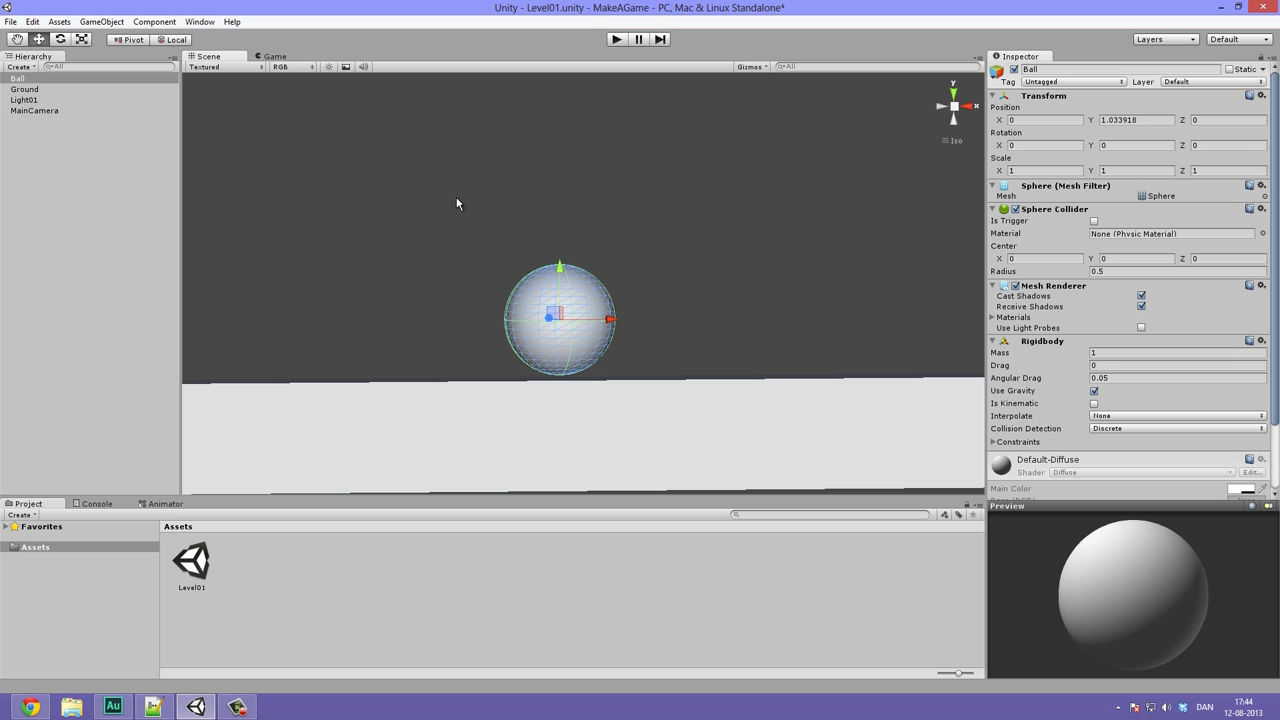 Unity - Level01.unity - MakeAGame - PC, Mac & Linux Standalone*
File Edit Assets GameObject Component Window Help
Pivot Local Layers Default
Hierarchy
Create All
Ball
Ground
Light01
MainCamera
Scene Game
Textured RGB Gizmos All
y
x
Iso
Inspector
Ball Static
Tag Untagged Layer Default
Transform
Position
X 0 Y 1.033918 Z 0
Rotation
X 0 Y 0 Z 0
Scale
X 1 Y 1 Z 1
Sphere (Mesh Filter)
Mesh Sphere
Sphere Collider
Is Trigger
Material None (Physic Material)
Center
X 0 Y 0 Z 0
Radius 0.5
Mesh Renderer
Cast Shadows
Receive Shadows
Materials
Use Light Probes
Rigidbody
Mass 1
Drag 0
Angular Drag 0.05
Use Gravity
Is Kinematic
Interpolate None
Collision Detection Discrete
Constraints
Default-Diffuse
Shader Diffuse Edit...
Main Color
Preview
Project Console Animator
Create
Favorites
Assets
Assets
Level01
Au
DAN
17:44
12-08-2013